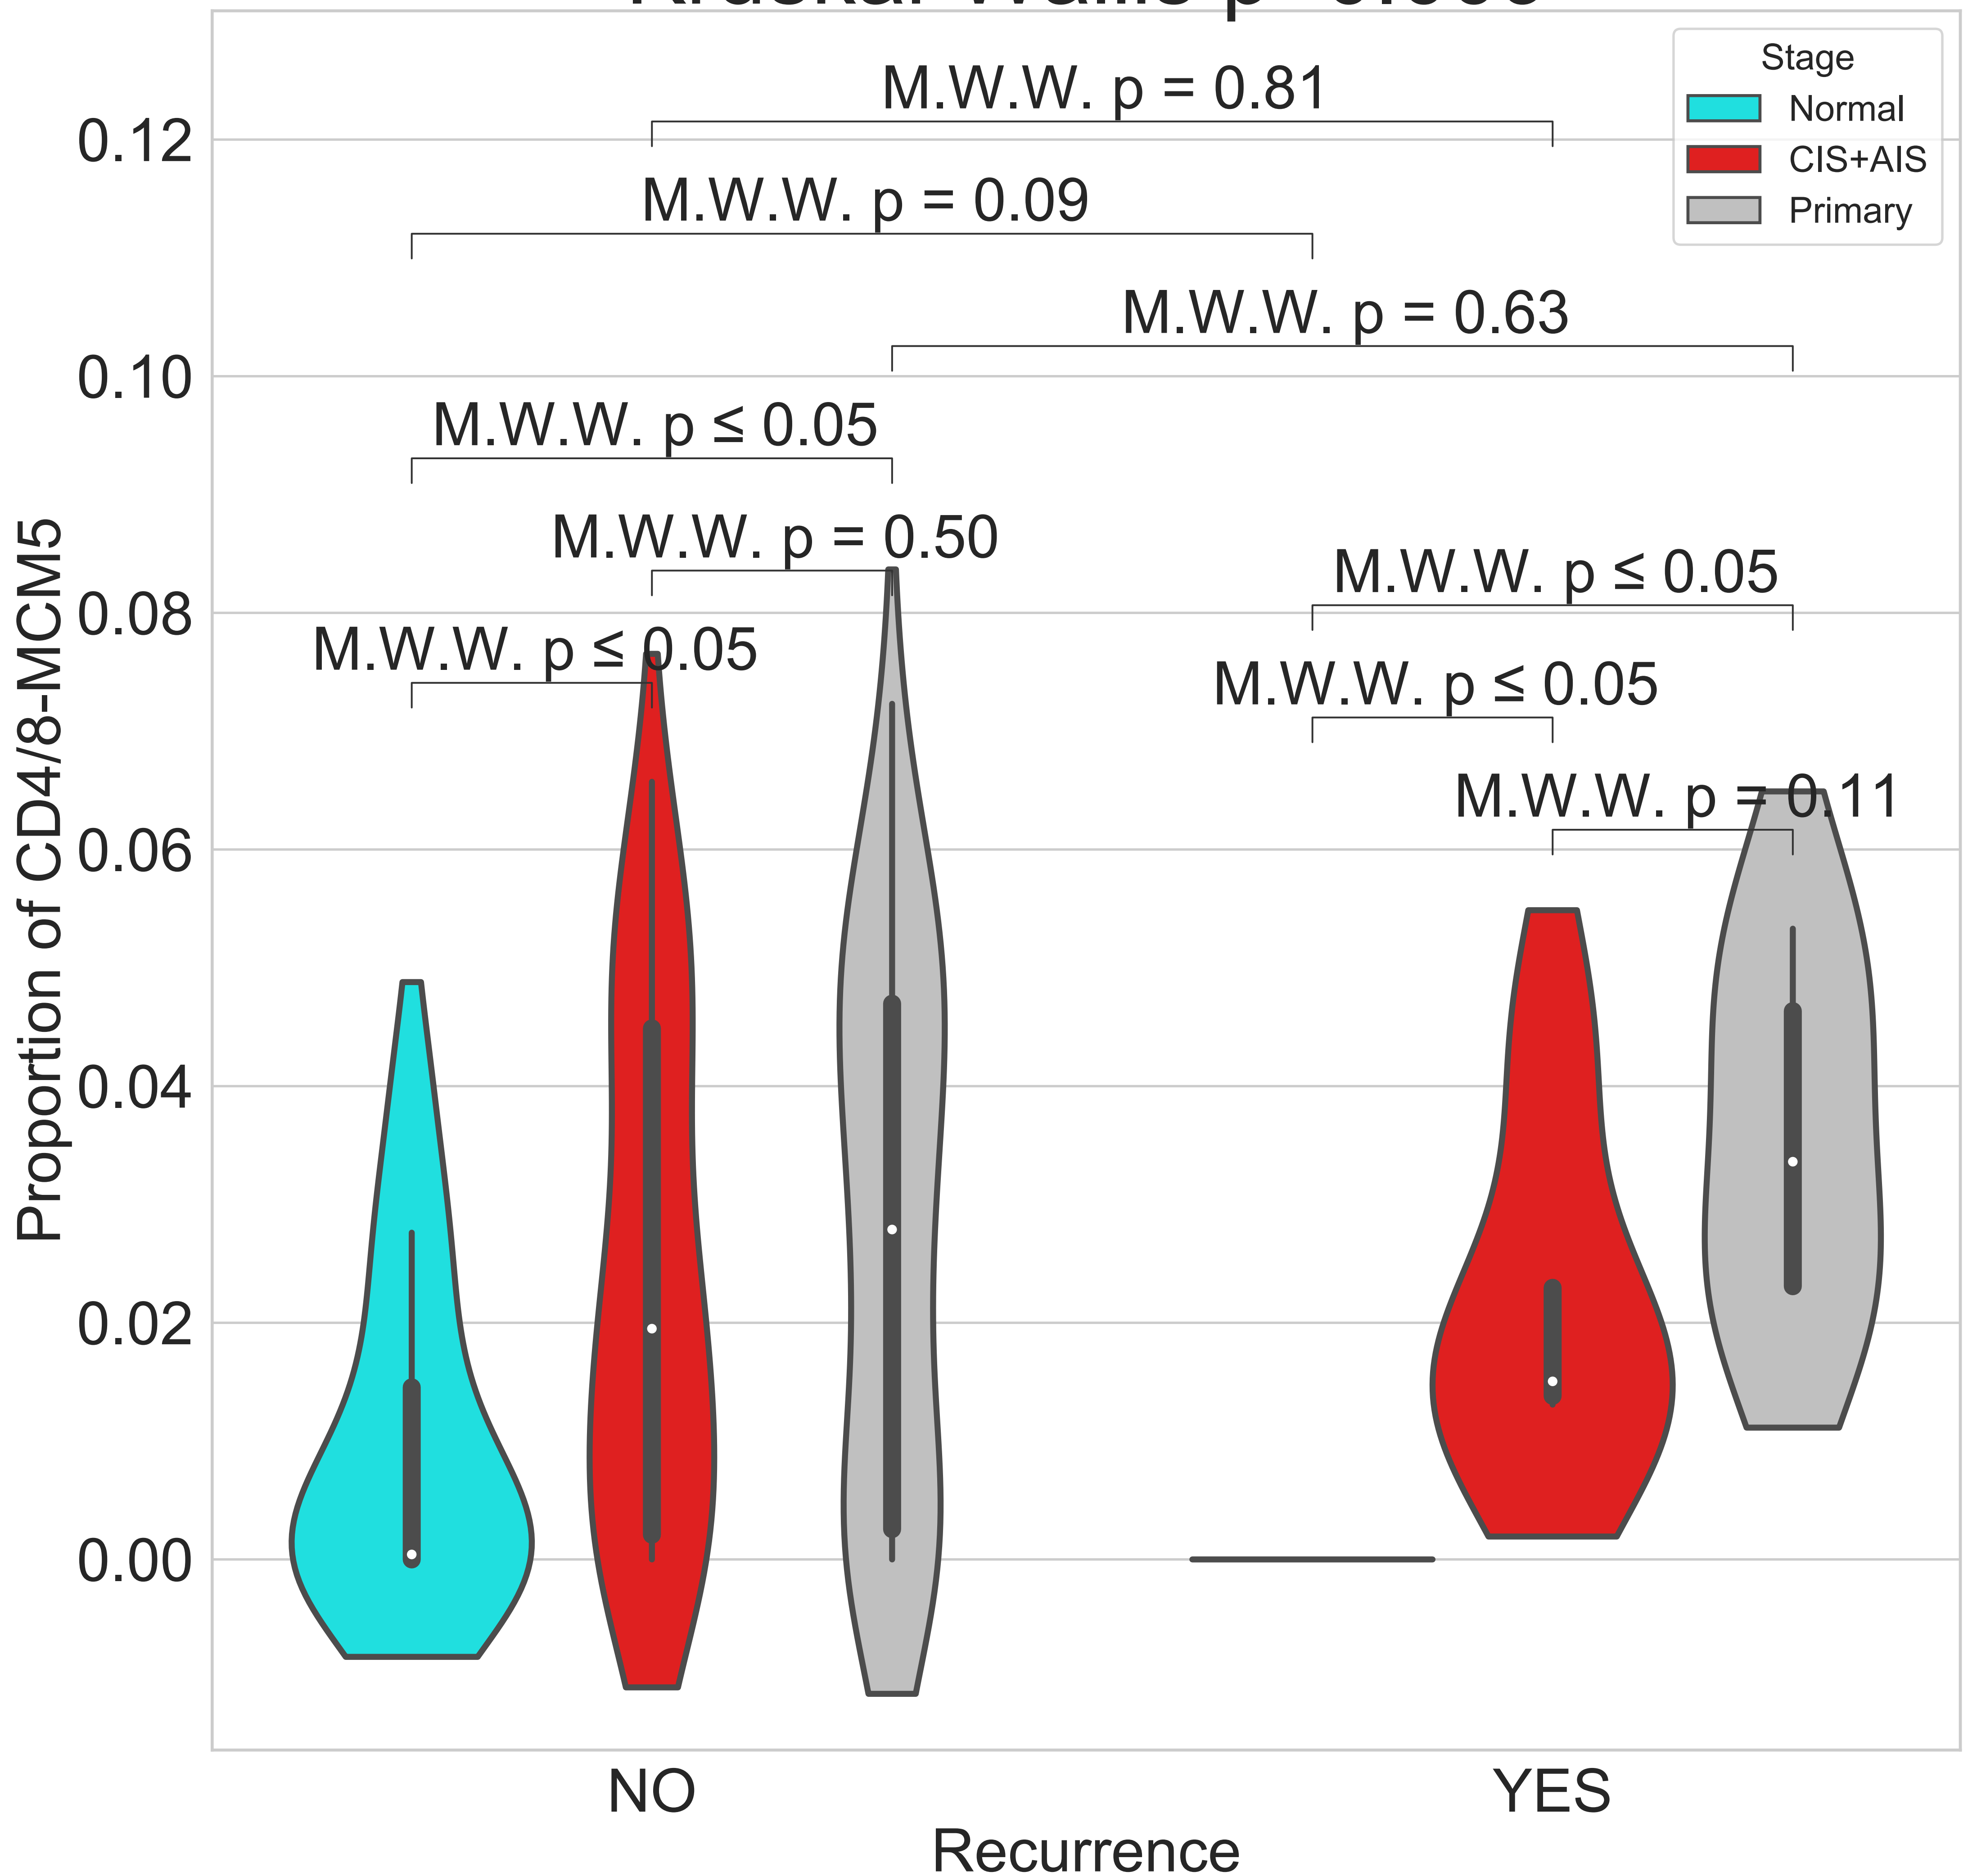 Stage
Normal
CIS+AIS
Primary
M.W.W. p = 0.81
M.W.W. p = 0.09
M.W.W. p = 0.63
M.W.W. p ≤ 0.05
M.W.W. p = 0.50
M.W.W. p ≤ 0.05
M.W.W. p ≤ 0.05
M.W.W. p ≤ 0.05
M.W.W. p = 0.11
Proportion of CD4/8-MCM5
0.12
0.10
0.08
0.06
0.04
0.02
0.00
NO
YES
Recurrence